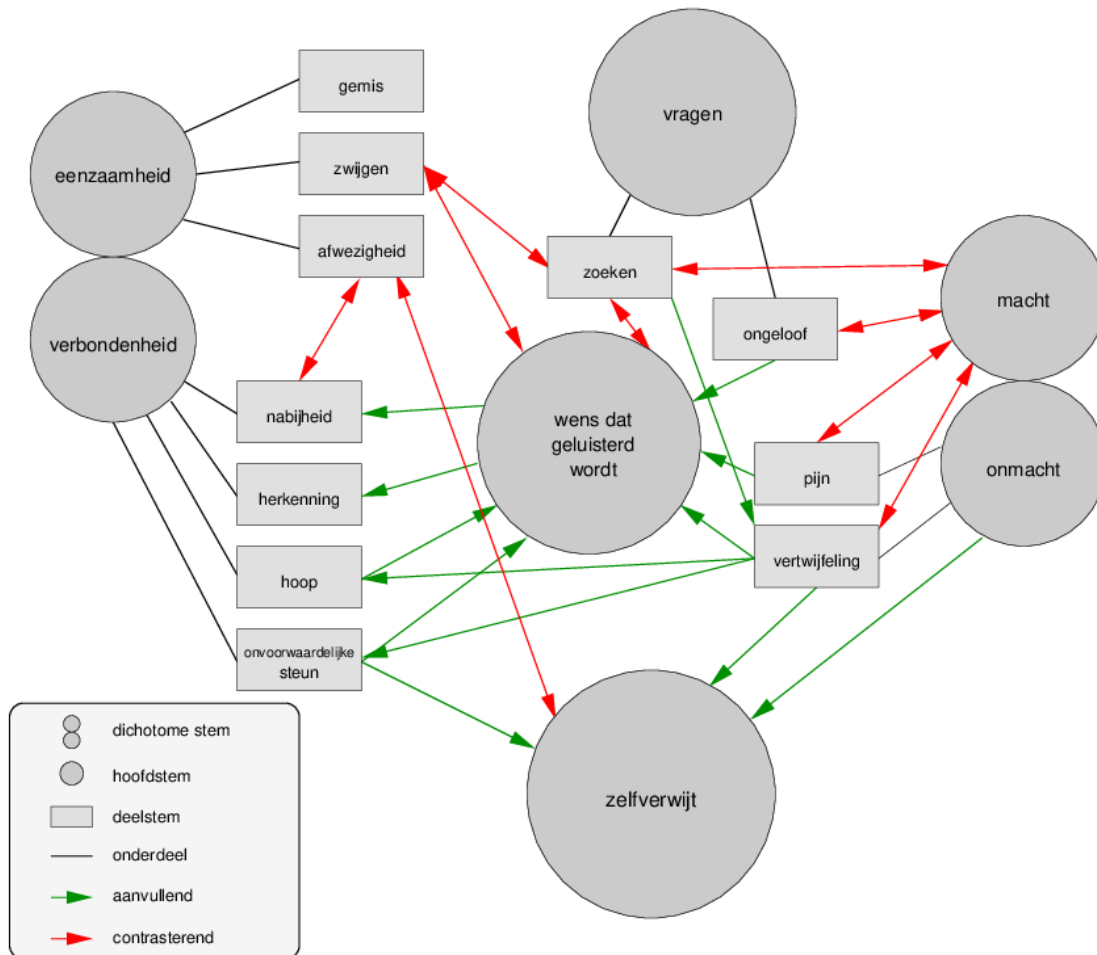 gemis
vragen
eenzaamheid
zwijgen
afwezigheid
zoeken
macht
verbondenheid
ongeloof
nabijheid
wens dat
geluisterd
wordt
onmacht
pijn
herkenning
vertwijfeling
hoop
onvoorwaardelijke
steun
zelfverwijt
dichotome stem
hoofdstem
deelstem
onderdeel
aanvullend
contrasterend